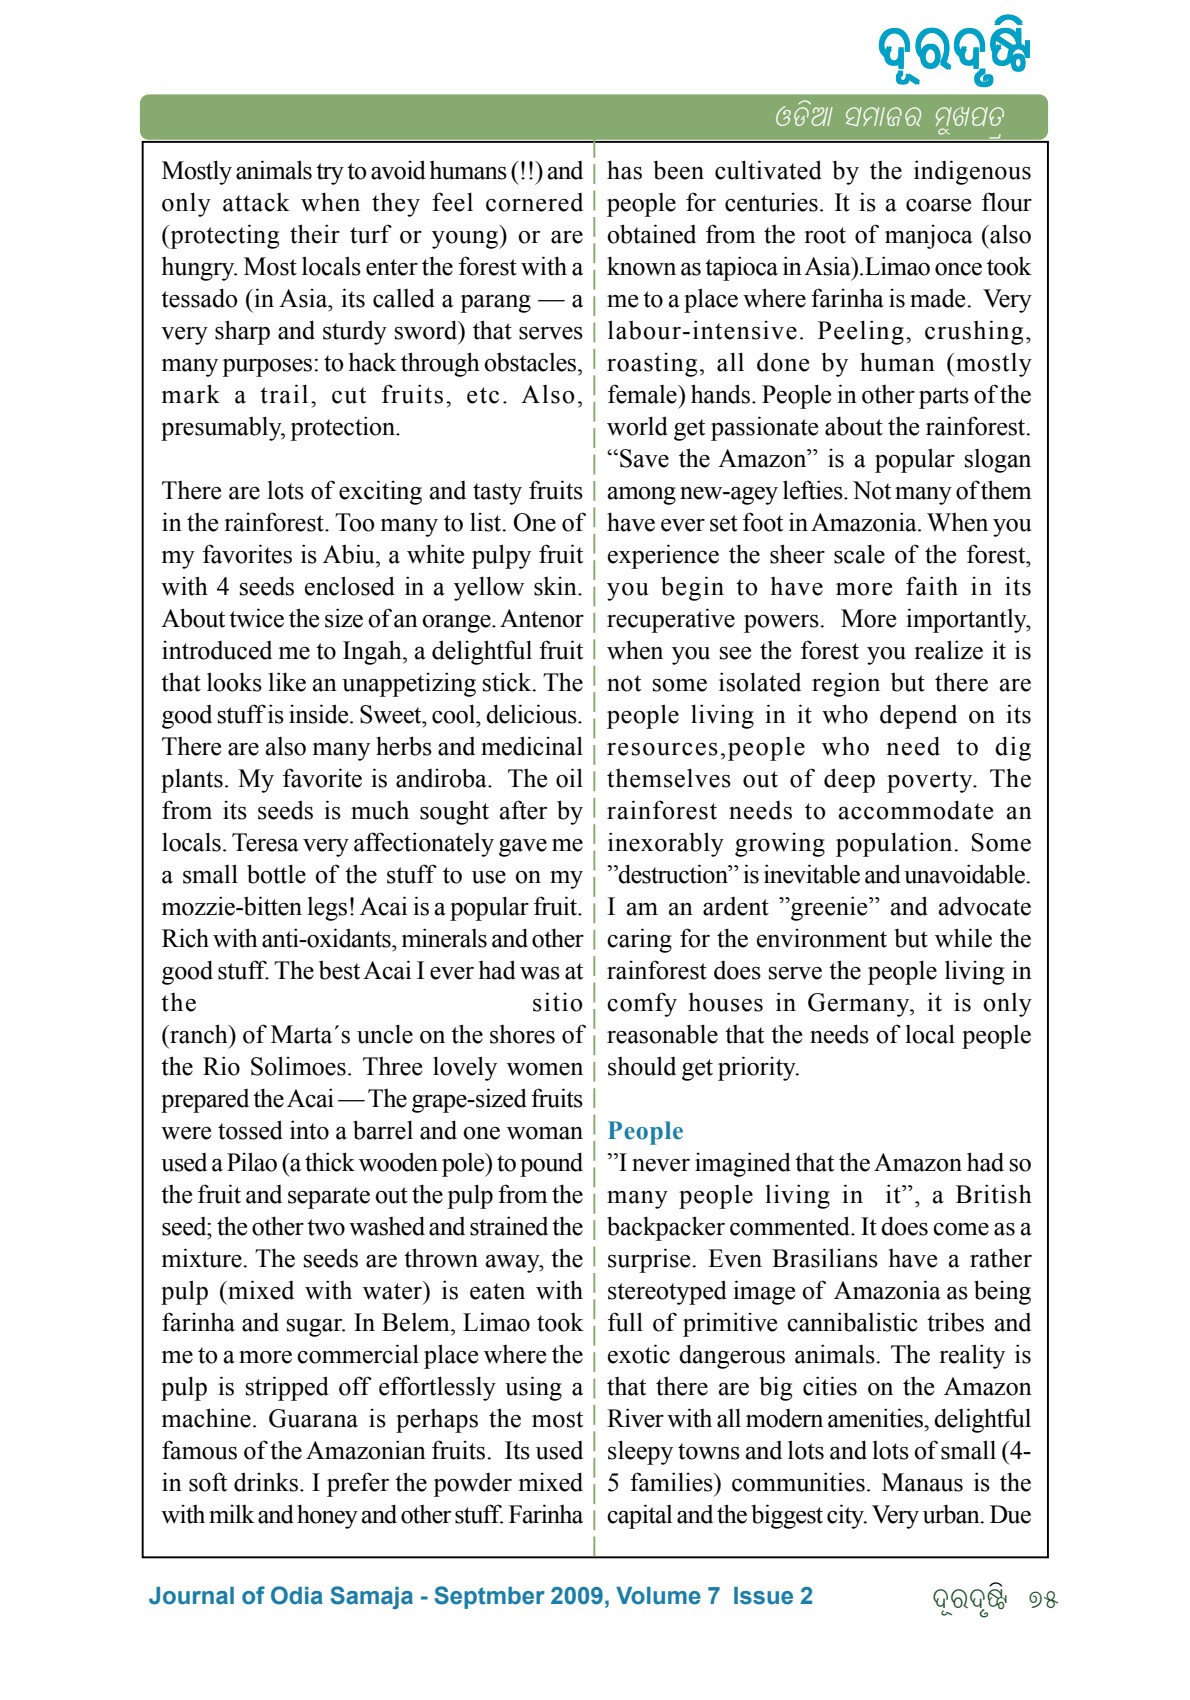 ଦୂରଦୃଷ୍ଟି
ଓଡିଆ ସମାଜର ମୁଖପତ୍ର
Mostly animals try to avoid humans (!!) and
only attack when they feel cornered
(protecting their turf or young) or are
hungry. Most locals enter the forest with a
tessado (in Asia, its called a parang — a
very sharp and sturdy sword) that serves
many purposes: to hack through obstacles,
mark a trail, cut fruits, etc. Also,
presumably, protection.
There are lots of exciting and tasty fruits
in the rainforest. Too many to list. One of
my favorites is Abiu, a white pulpy fruit
with 4 seeds enclosed in a yellow skin.
About twice the size of an orange. Antenor
introduced me to Ingah, a delightful fruit
that looks like an unappetizing stick. The
good stuff is inside. Sweet, cool, delicious.
There are also many herbs and medicinal
plants. My favorite is andiroba.  The oil
from its seeds is much sought after by
locals. Teresa very affectionately gave me
a small bottle of the stuff to use on my
mozzie-bitten legs! Acai is a popular fruit.
Rich with anti-oxidants, minerals and other
good stuff. The best Acai I ever had was at
the sitio
(ranch) of Marta´s uncle on the shores of
the Rio Solimoes. Three lovely women
prepared the Acai — The grape-sized fruits
were tossed into a barrel and one woman
used a Pilao (a thick wooden pole) to pound
the fruit and separate out the pulp from the
seed; the other two washed and strained the
mixture. The seeds are thrown away, the
pulp (mixed with water) is eaten with
farinha and sugar. In Belem, Limao took
me to a more commercial place where the
pulp is stripped off effortlessly using a
machine. Guarana is perhaps the most
famous of the Amazonian fruits.  Its used
in soft drinks. I prefer the powder mixed
with milk and honey and other stuff. Farinha
has been cultivated by the indigenous
people for centuries. It is a coarse flour
obtained from the root of manjoca (also
known as tapioca in Asia).Limao once took
me to a place where farinha is made.  Very
labour-intensive. Peeling, crushing,
roasting, all done by human (mostly
female) hands. People in other parts of the
world get passionate about the rainforest.
“Save the Amazon” is a popular slogan
among new-agey lefties. Not many of them
have ever set foot in Amazonia. When you
experience the sheer scale of the forest,
you begin to have more faith in its
recuperative powers.  More importantly,
when you see the forest you realize it is
not some isolated region but there are
people living in it who depend on its
resources,people who need to dig
themselves out of deep poverty. The
rainforest needs to accommodate an
inexorably growing population. Some
”destruction” is inevitable and unavoidable.
I am an ardent ”greenie” and advocate
caring for the environment but while the
rainforest does serve the people living in
comfy houses in Germany, it is only
reasonable that the needs of local people
should get priority.
People
”I never imagined that the Amazon had so
many people living in  it”, a British
backpacker commented. It does come as a
surprise. Even Brasilians have a rather
stereotyped image of  Amazonia as being
full of primitive cannibalistic tribes and
exotic dangerous animals. The reality is
that there are big cities on the Amazon
River with all modern amenities, delightful
sleepy towns and lots and lots of small (4-
5 families) communities. Manaus is the
capital and the biggest city. Very urban. Due
Journal of Odia Samaja - Septmber 2009, Volume 7  Issue 2
ଦୂରଦୃଷ୍ଟି ୭୫